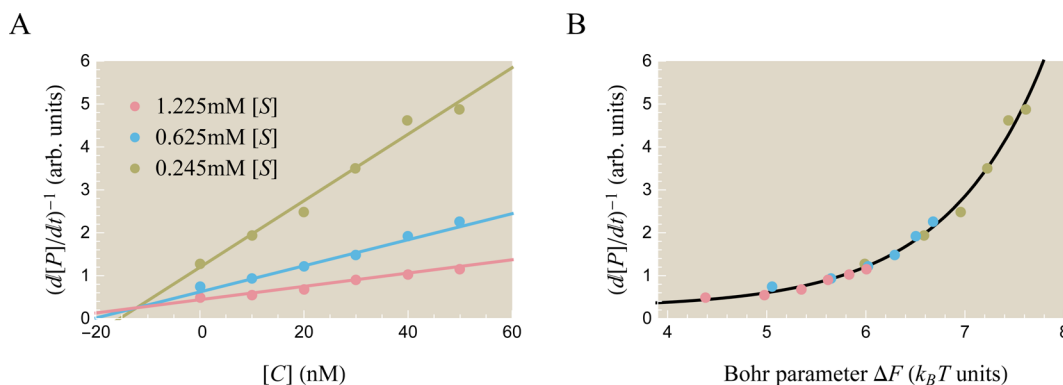 A
(d[P]/dt)⁻¹ (arb. units)
6
5
4
3
2
1
0
1.225mM [S]
0.625mM [S]
0.245mM [S]
−20
0
20
40
60
[C] (nM)
B
(d[P]/dt)⁻¹ (arb. units)
6
5
4
3
2
1
0
4
5
6
7
8
Bohr parameter ΔF (k_BT units)